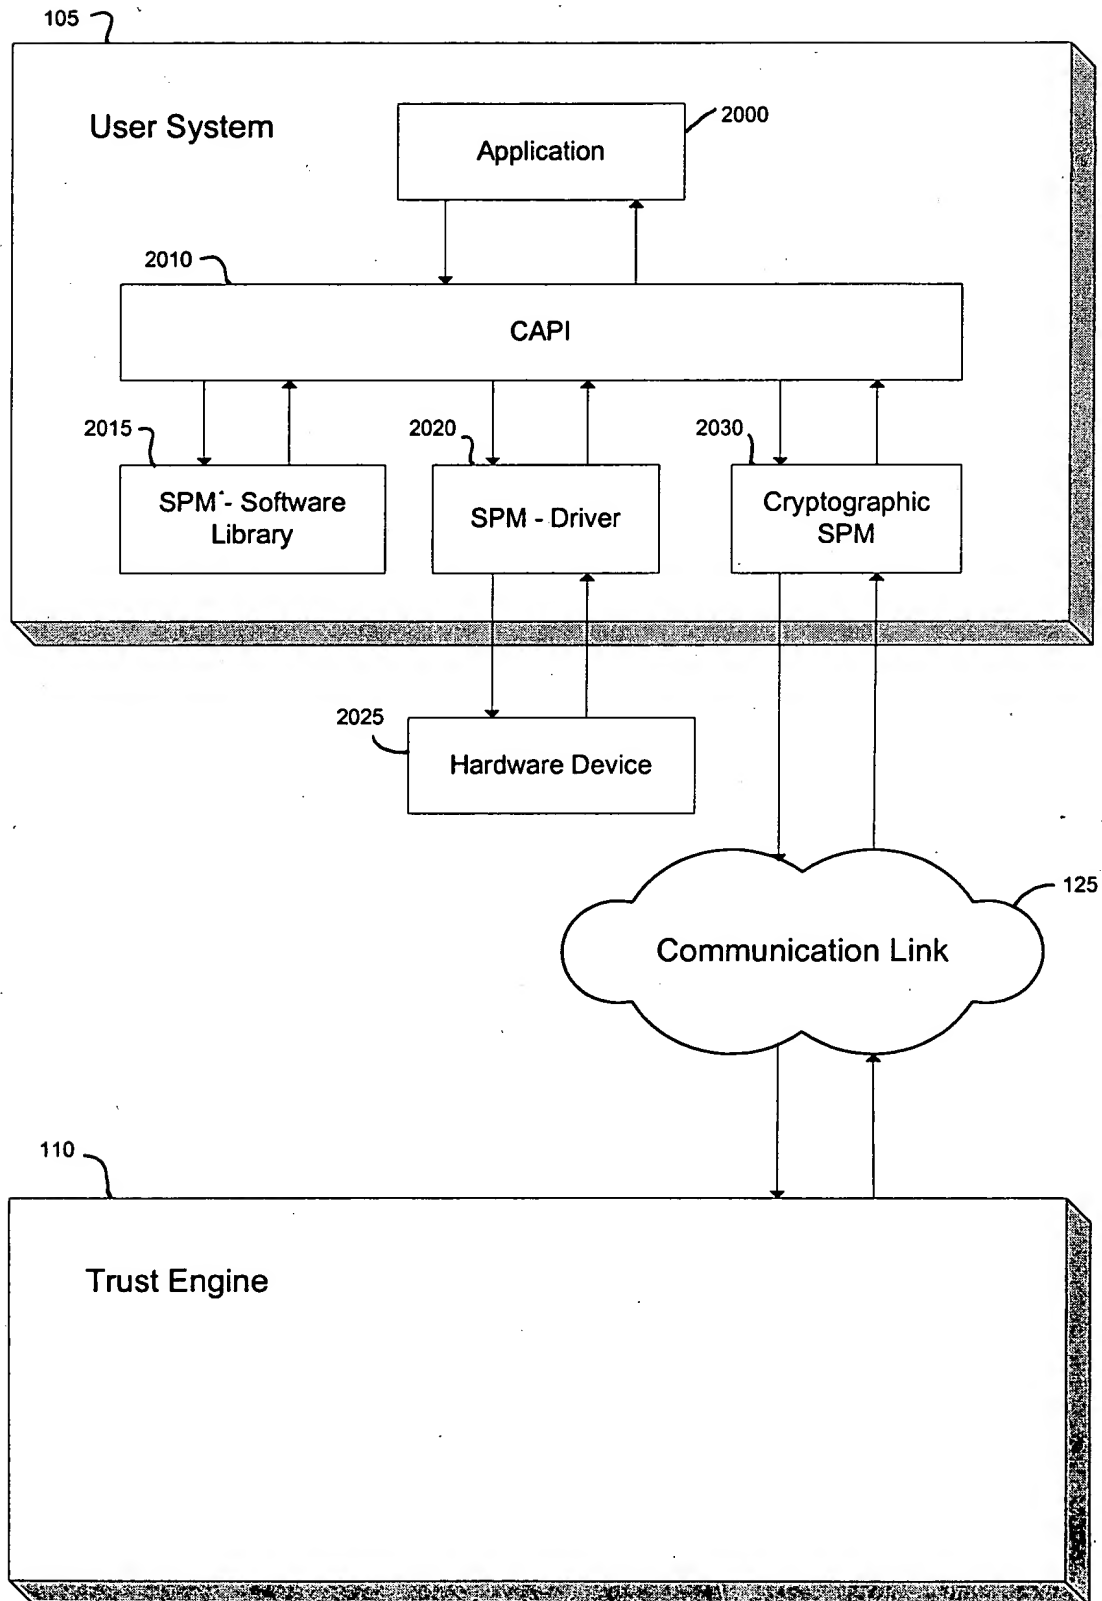 105
User System
2000
Application
2010
CAPI
2015
2020
2030
SPM - Software
Library
SPM - Driver
Cryptographic
SPM
2025
Hardware Device
125
Communication Link
110
Trust Engine